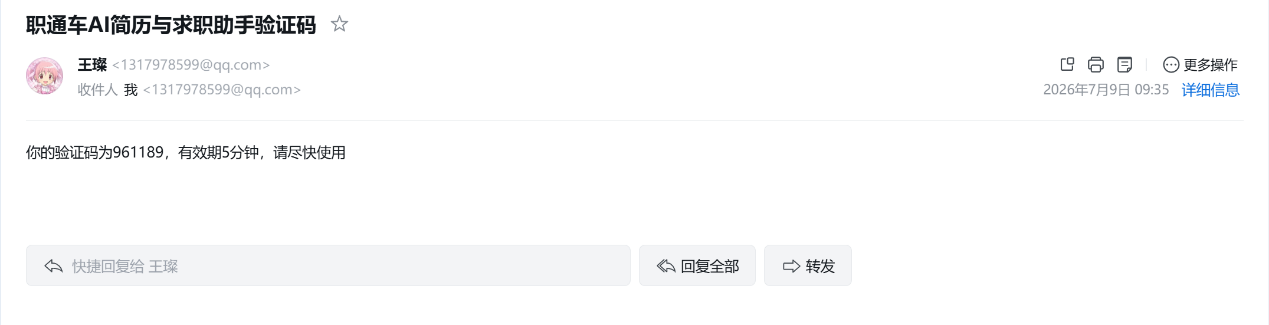 职通车AI简历与求职助手验证码
王璨 <1317978599@qq.com>
更多操作
收件人 我 <1317978599@qq.com>
2026年7月9日 09:35 详细信息
你的验证码为961189，有效期5分钟，请尽快使用
快捷回复给 王璨
回复全部
转发